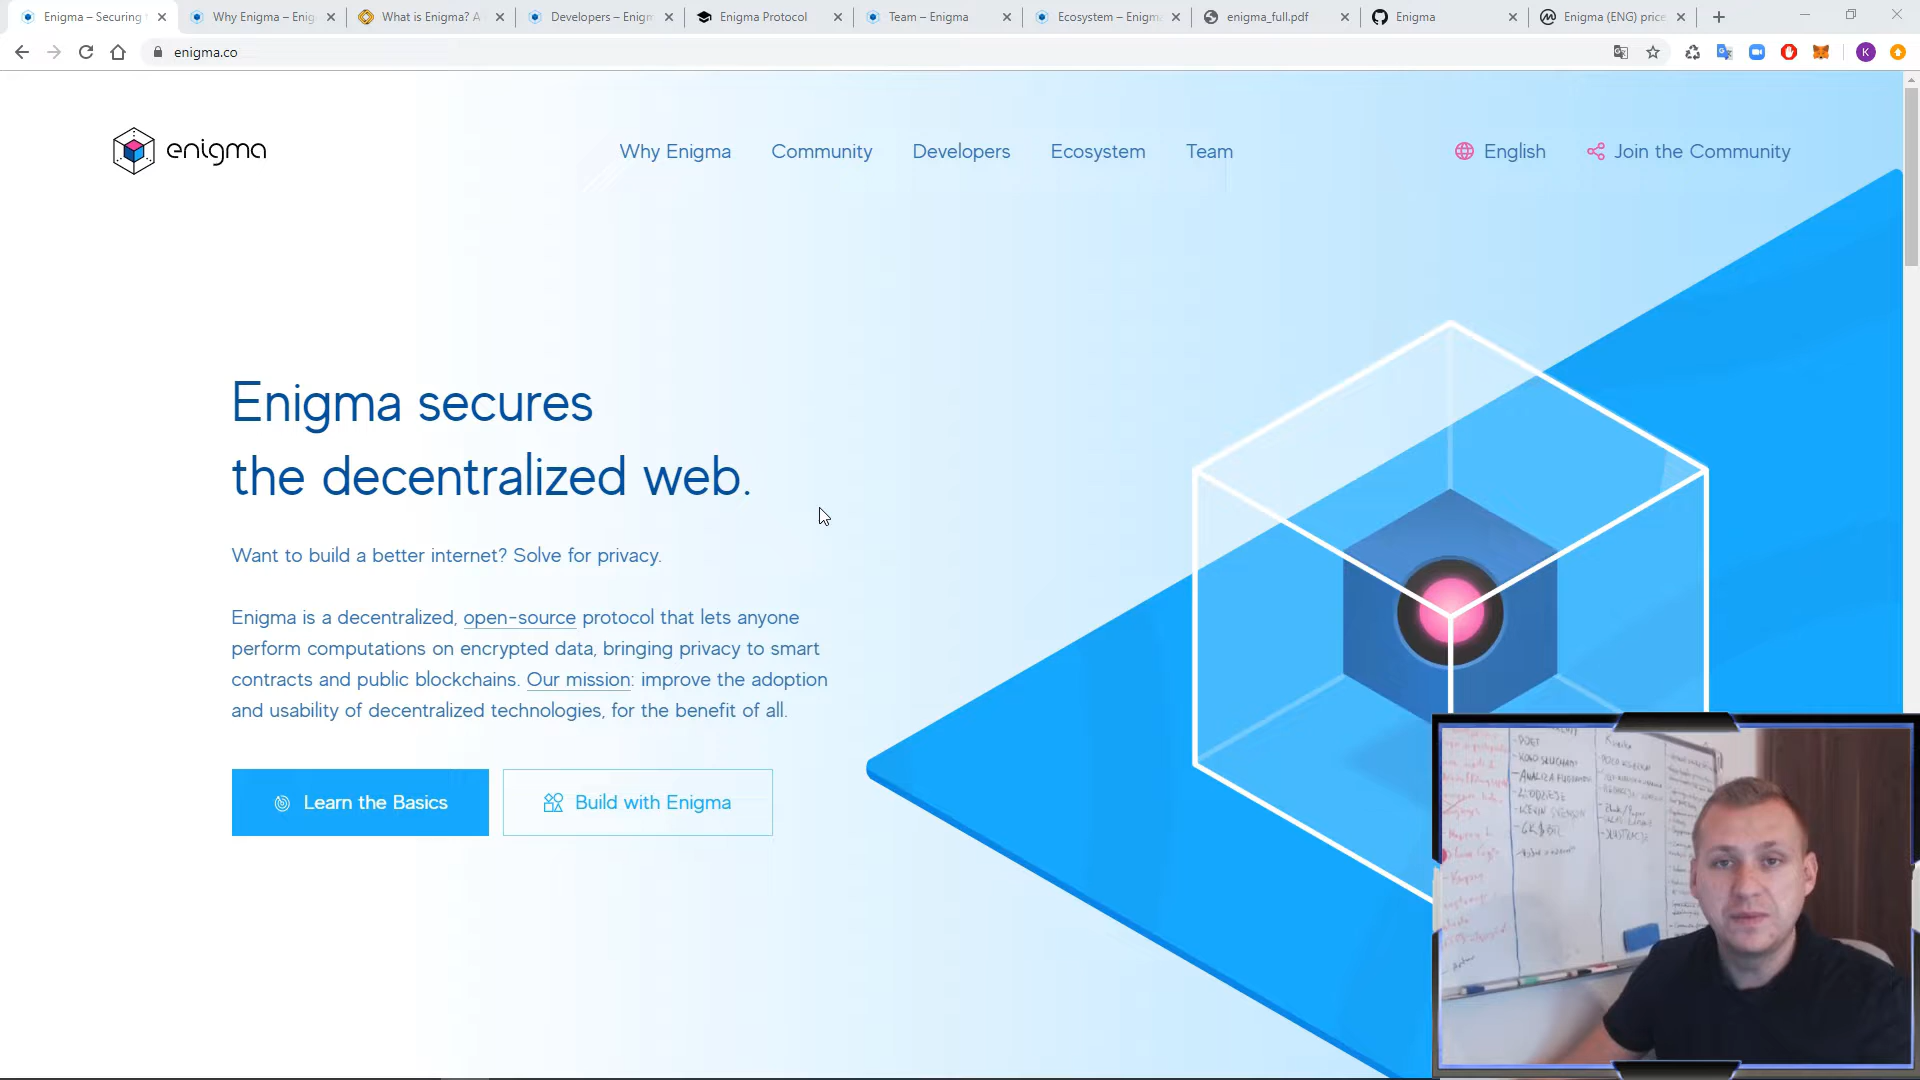 Enigma – Securing
Why Enigma – Enig
What is Enigma? A
Developers – Enigm
Enigma Protocol
Team – Enigma
Ecosystem – Enigma
enigma_full.pdf
Enigma
Enigma (ENG) price
enigma.co
K
enigma
Why Enigma
Community
Developers
Ecosystem
Team
English
Join the Community
Enigma secures
the decentralized web.
Want to build a better internet? Solve for privacy.
Enigma is a decentralized, open-source protocol that lets anyone
perform computations on encrypted data, bringing privacy to smart
contracts and public blockchains. Our mission: improve the adoption
and usability of decentralized technologies, for the benefit of all.
Learn the Basics
Build with Enigma